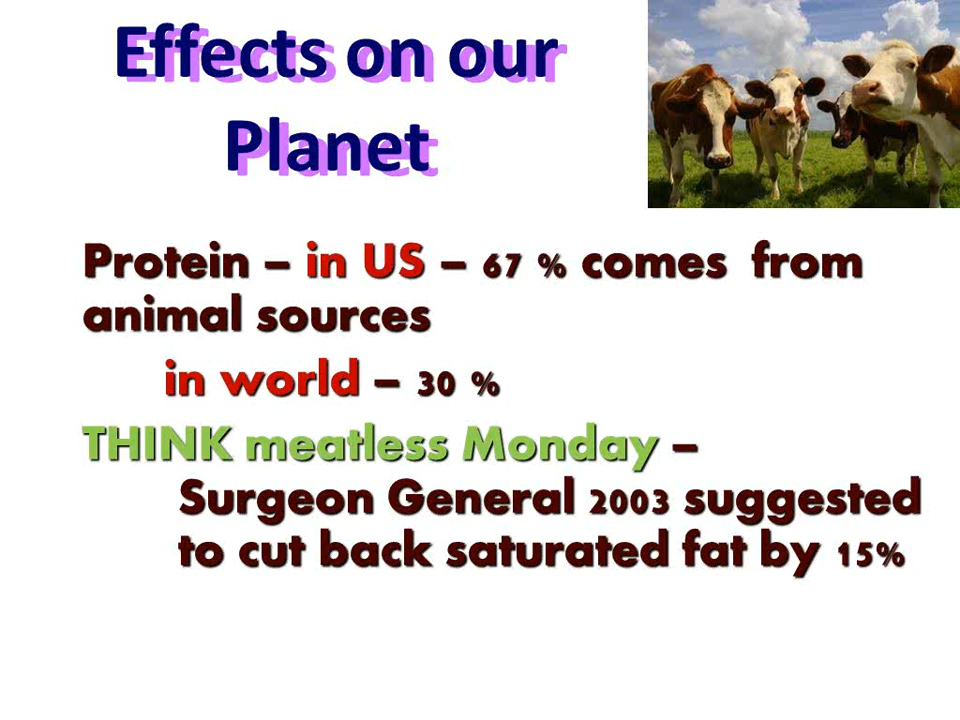 Effects on our
Planet
Protein – in US – 67 % comes from
animal sources
in world – 30 %
THINK meatless Monday –
Surgeon General 2003 suggested
to cut back saturated fat by 15%